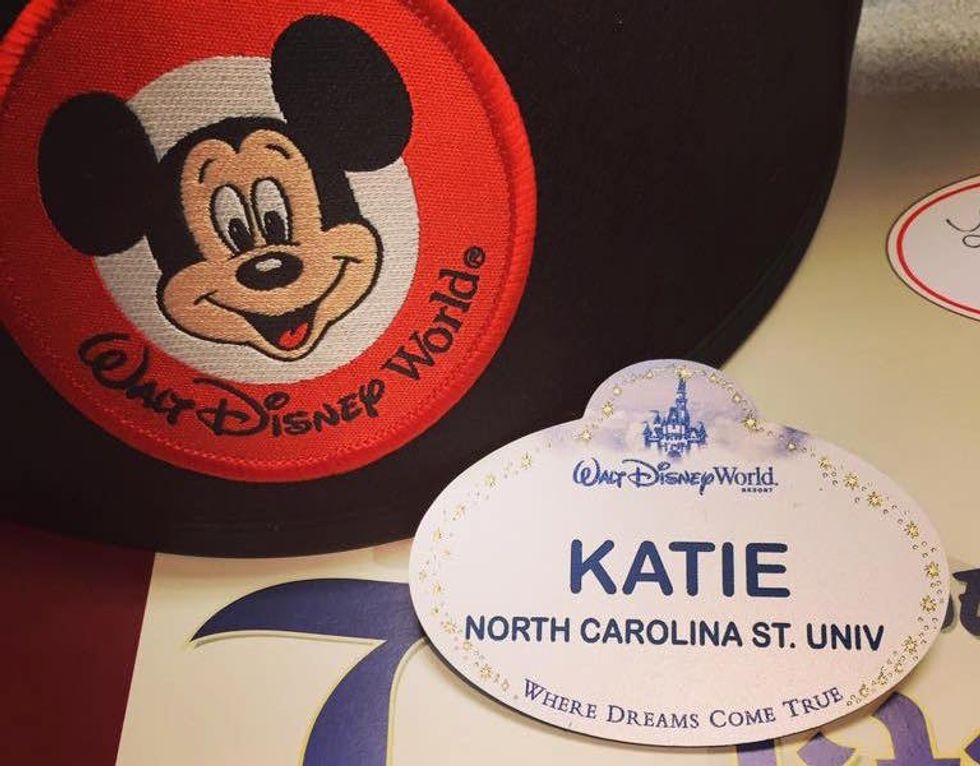 WALT DISNEY World®
WALT DISNEY World.
RESORT
KATIE
NORTH CAROLINA ST. UNIV
WHERE DREAMS COME TRUE